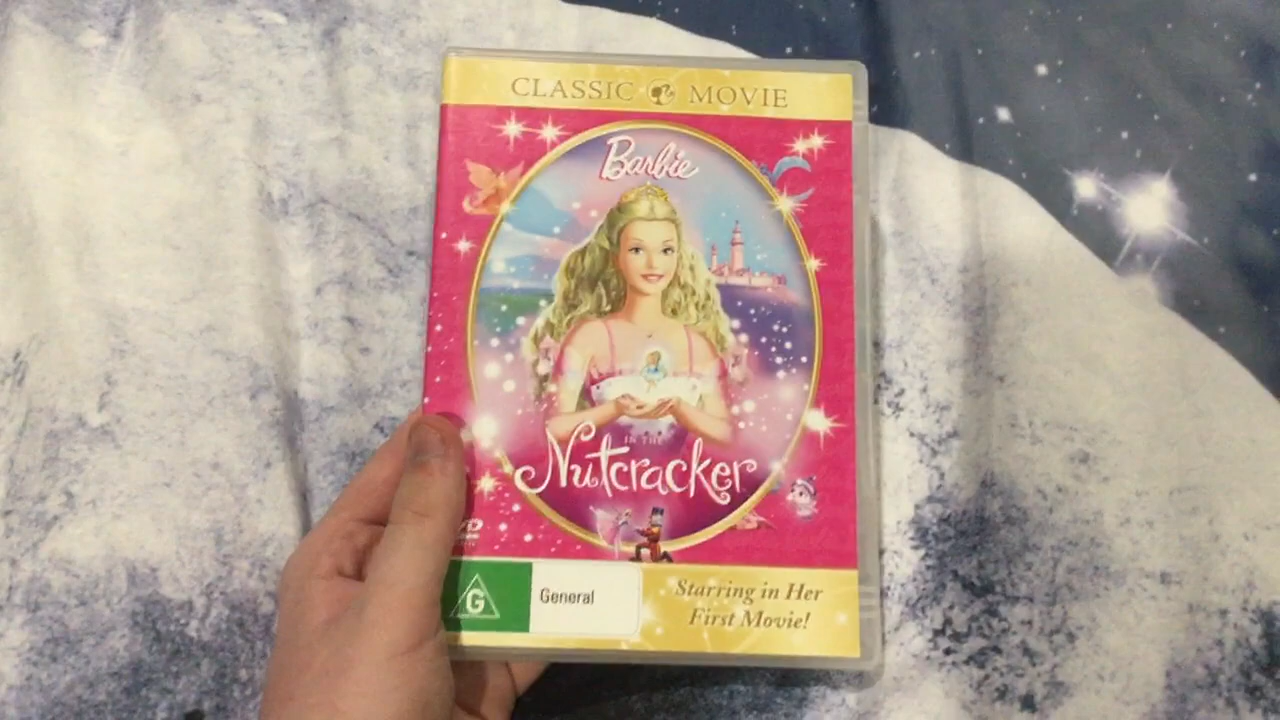 CLASSIC MOVIE
Barbie
IN THE
Nutcracker
G
General
Starring in Her
First Movie!